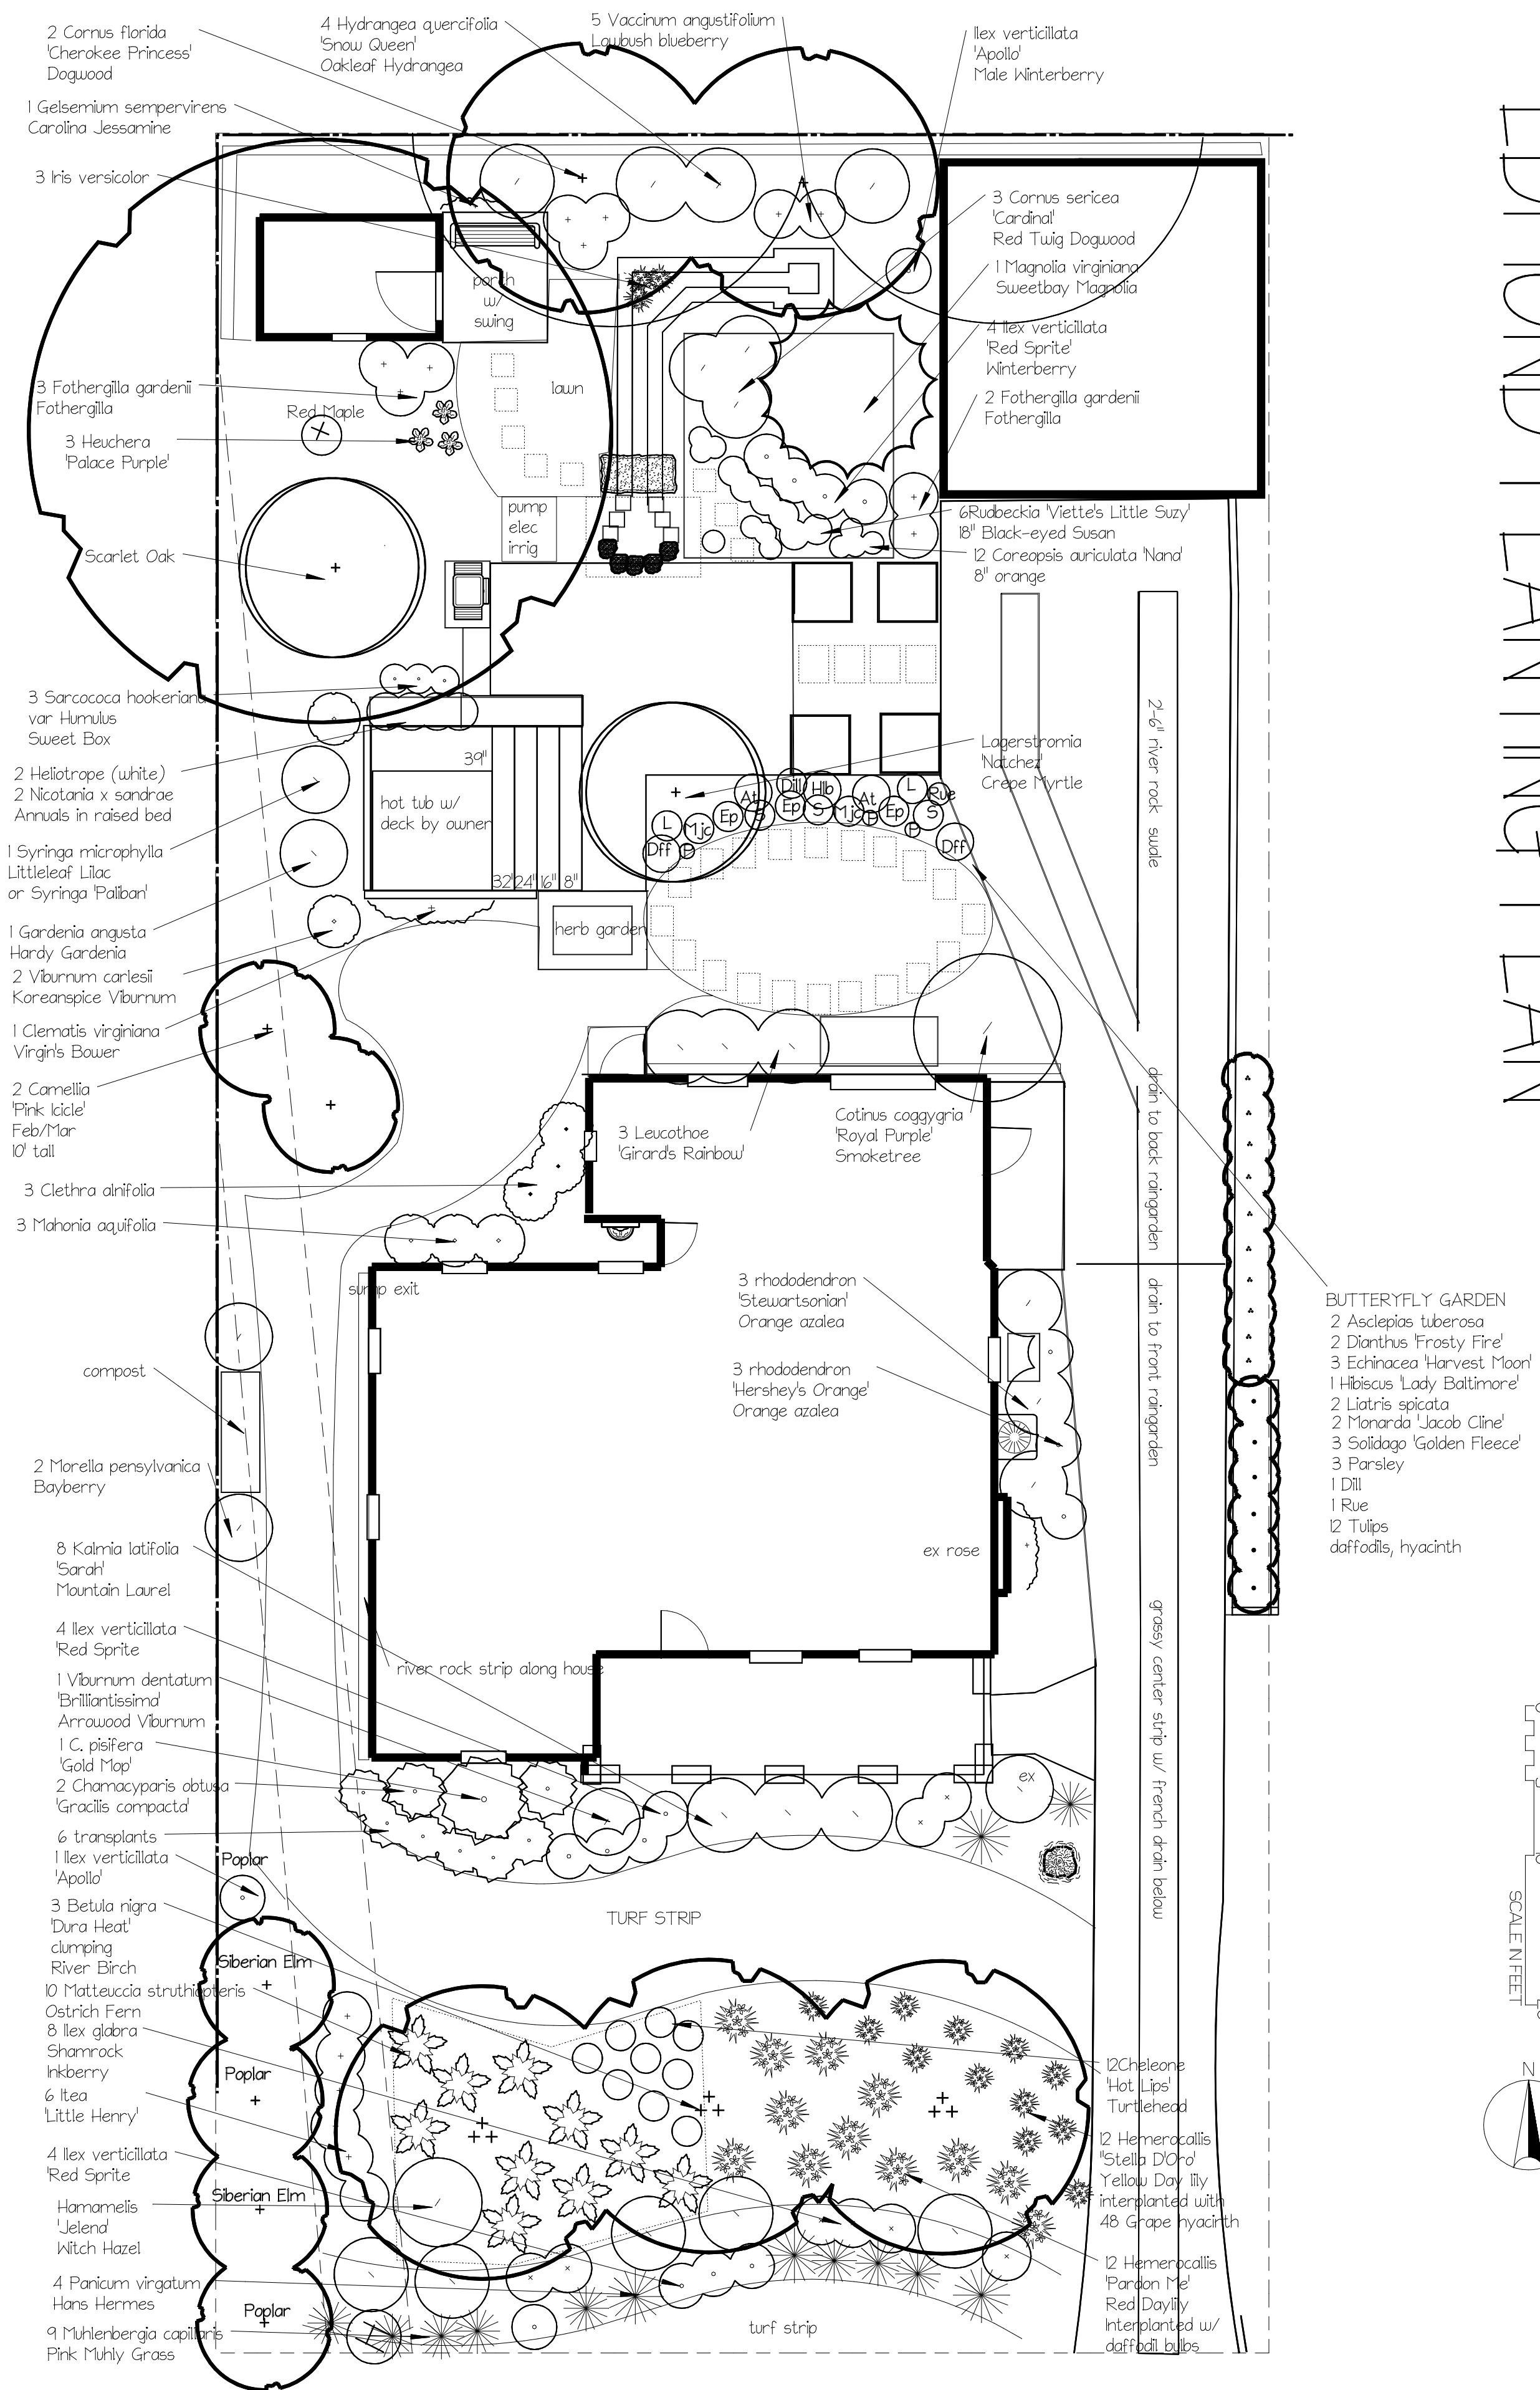 2 Cornus florida
'Cherokee Princess'
Dogwood
4 Hydrangea quercifolia
'Snow Queen'
Oakleaf Hydrangea
5 Vaccinum angustifolium
Lowbush blueberry
Ilex verticillata
'Apollo'
Male Winterberry
1 Gelsemium sempervirens
Carolina Jessamine
3 Iris versicolor
3 Cornus sericea
'Cardinal'
Red Twig Dogwood
1 Magnolia virginiana
Sweetbay Magnolia
4 Ilex verticillata
'Red Sprite'
Winterberry
2 Fothergilla gardenii
Fothergilla
porch
w/
swing
lawn
3 Fothergilla gardenii
Fothergilla
Red Maple
3 Heuchera
'Palace Purple'
pump
elec
irrig
6Rudbeckia 'Viette's Little Suzy'
18" Black-eyed Susan
12 Coreopsis auriculata 'Nana'
8" orange
Scarlet Oak
3 Sarcococa hookeriana
var Humulus
Sweet Box
2 Heliotrope (white)
2 Nicotania x sandrae
Annuals in raised bed
39"
hot tub w/
deck by owner
32"
24"
16"
8"
Lagerstromia
'Natchez'
Crepe Myrtle
L
Dff
Mjc
P
Ep
At
S
Dill
Ep
Hlb
S
Mjc
At
P
Ep
L
P
S
Rue
Dff
2'-6" river rock swale
1 Syringa microphylla
Littleleaf Lilac
or Syringa 'Paliban'
1 Gardenia angusta
Hardy Gardenia
herb garden
2 Viburnum carlesii
Koreanspice Viburnum
1 Clematis virginiana
Virgin's Bower
2 Camellia
'Pink Icicle'
Feb/Mar
10' tall
3 Leucothoe
'Girard's Rainbow'
Cotinus coggygria
'Royal Purple'
Smoketree
drain to back raingarden
3 Clethra alnifolia
3 Mahonia aquifolia
sump exit
3 rhododendron
'Stewartsonian'
Orange azalea
3 rhododendron
'Hershey's Orange'
Orange azalea
drain to front raingarden
BUTTERYFLY GARDEN
2 Asclepias tuberosa
2 Dianthus 'Frosty Fire'
3 Echinacea 'Harvest Moon'
1 Hibiscus 'Lady Baltimore'
2 Liatris spicata
2 Monarda 'Jacob Cline'
3 Solidago 'Golden Fleece'
3 Parsley
1 Dill
1 Rue
12 Tulips
daffodils, hyacinth
compost
2 Morella pensylvanica
Bayberry
ex rose
8 Kalmia latifolia
'Sarah'
Mountain Laurel
4 Ilex verticillata
'Red Sprite'
river rock strip along house
1 Viburnum dentatum
'Brilliantissima'
Arrowood Viburnum
1 C. pisifera
'Gold Mop'
2 Chamacyparis obtusa
'Gracilis compacta'
ex
grassy center strip w/ french drain below
6 transplants
1 Ilex verticillata
'Apollo'
Poplar
3 Betula nigra
'Dura Heat'
clumping
River Birch
TURF STRIP
Siberian Elm
10 Matteuccia struthiopteris
Ostrich Fern
8 Ilex glabra
Shamrock
Inkberry
Poplar
6 Itea
'Little Henry'
12Cheleone
'Hot Lips'
Turtlehead
4 Ilex verticillata
'Red Sprite
Siberian Elm
12 Hemerocallis
"Stella D'Oro'
Yellow Day lily
interplanted with
48 Grape hyacinth
Hamamelis
'Jelena'
Witch Hazel
12 Hemerocallis
'Pardon Me'
Red Daylily
Interplanted w/
daffodil bulbs
4 Panicum virgatum
Hans Hermes
Poplar
9 Muhlenbergia capillaris
Pink Muhly Grass
turf strip
SCALE IN FEET
N